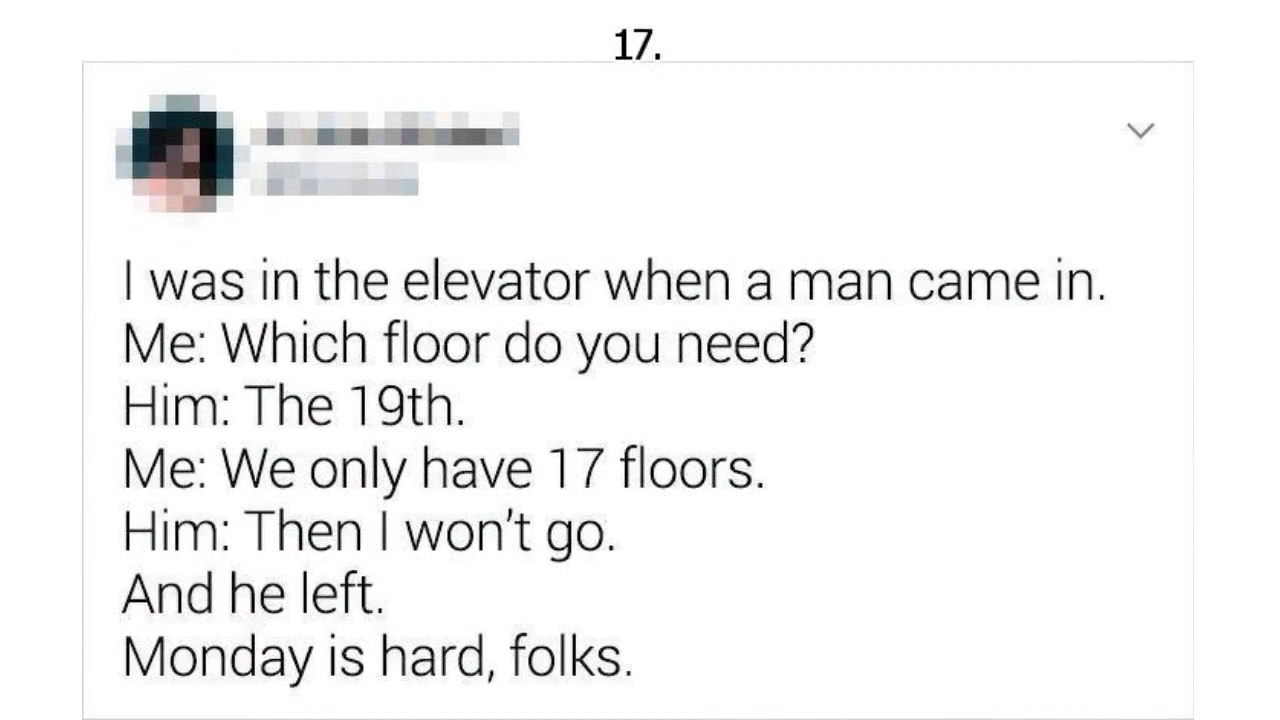 17.
I was in the elevator when a man came in.
Me: Which floor do you need?
Him: The 19th.
Me: We only have 17 floors.
Him: Then I won’t go.
And he left.
Monday is hard, folks.